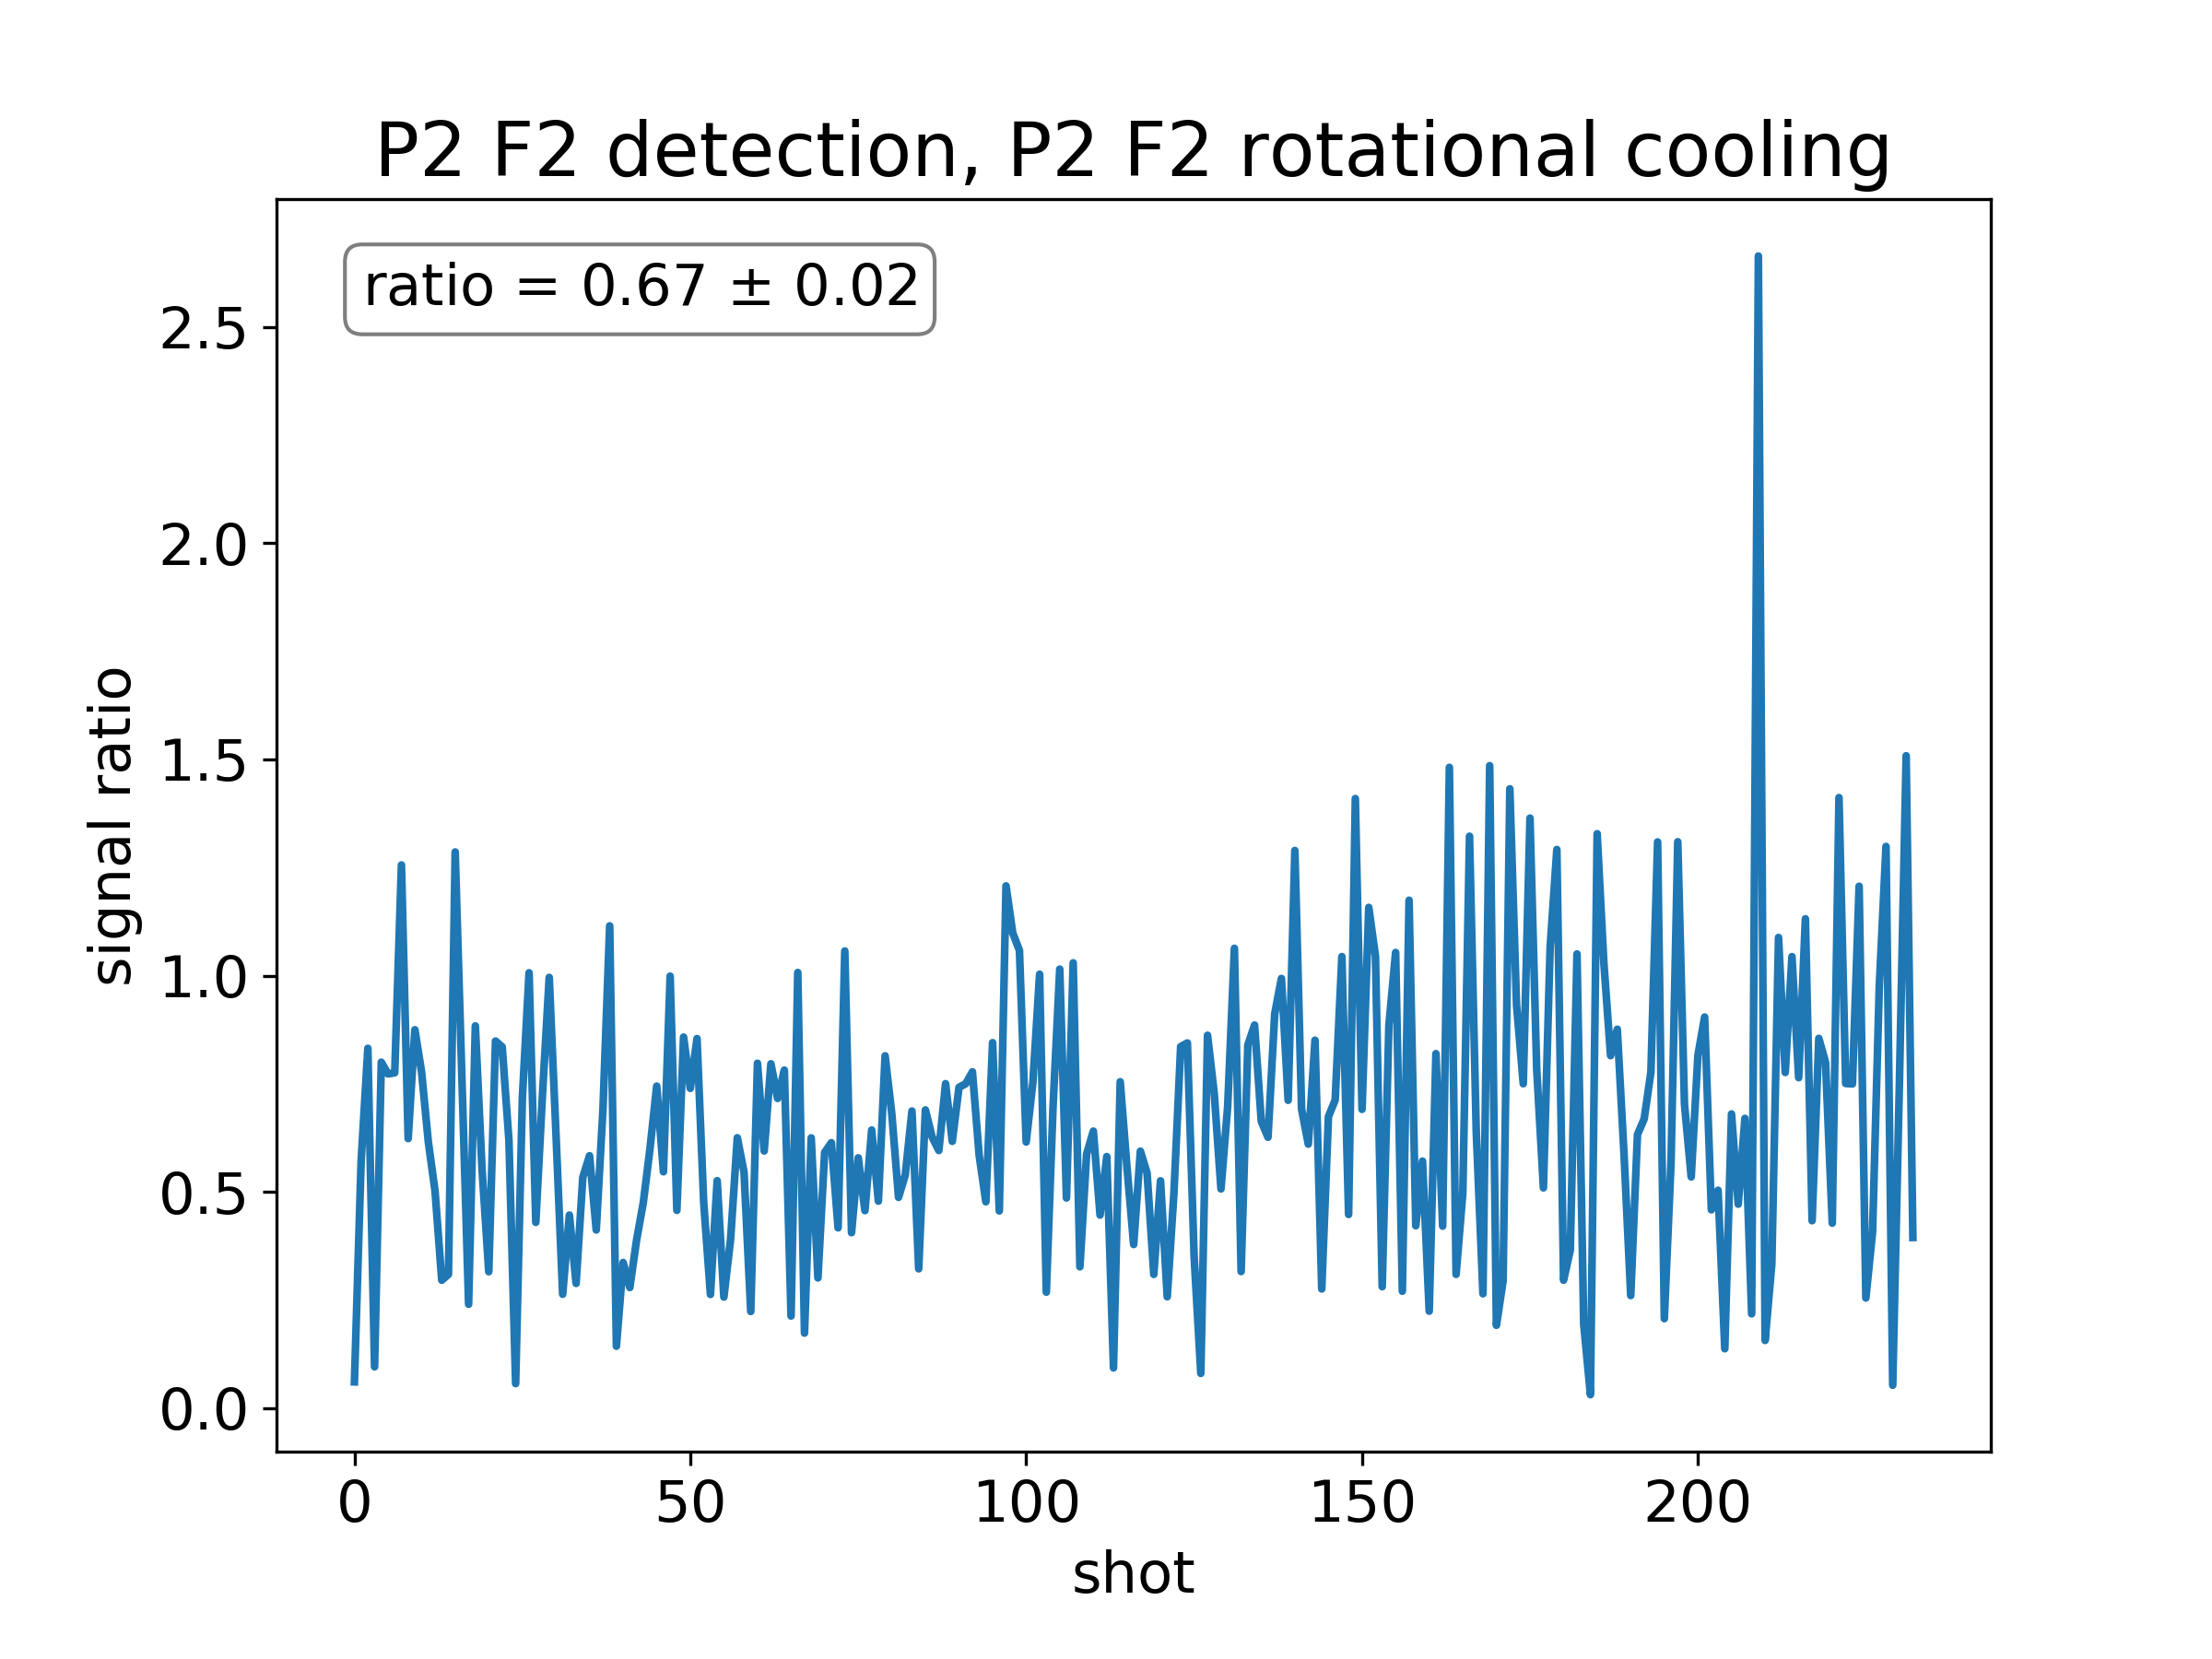 P2 F2 detection, P2 F2 rotational cooling
ratio = 0.67 ± 0.02
2.5
2.0
1.5
1.0
0.5
0.0
signal ratio
0 50 100 150 200
shot